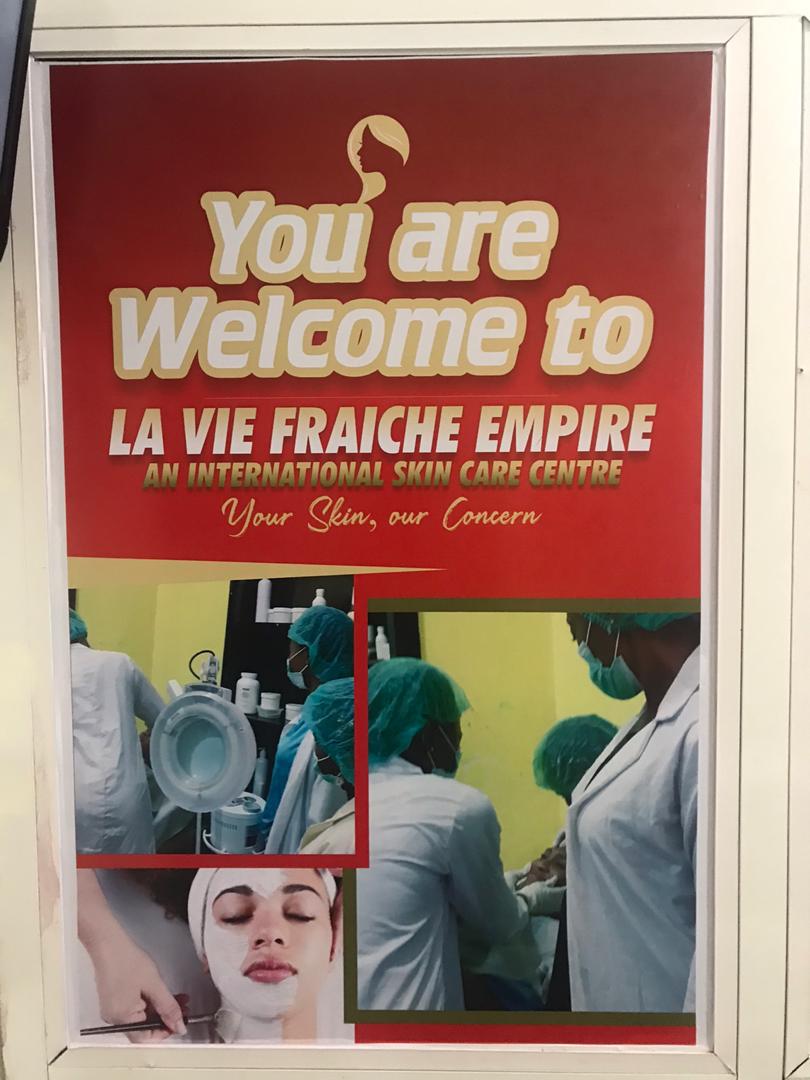 You are
Welcome to
LA VIE FRAICHE EMPIRE
AN INTERNATIONAL SKIN CARE CENTRE
Your Skin, our Concern